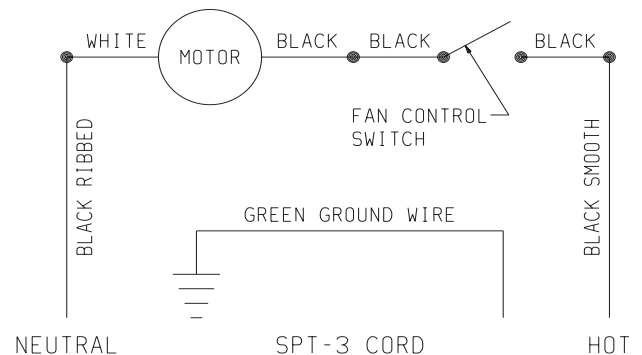 WHITE
MOTOR
BLACK
BLACK
BLACK
FAN CONTROL
SWITCH
BLACK RIBBED
BLACK SMOOTH
GREEN GROUND WIRE
NEUTRAL
SPT-3 CORD
HOT